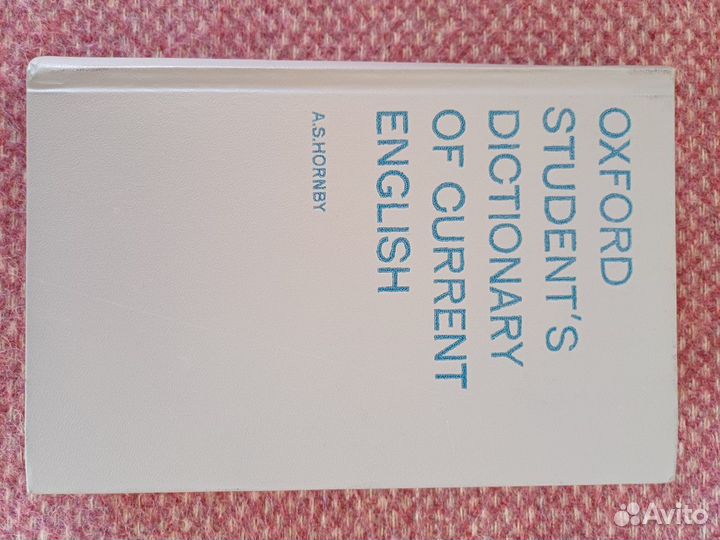 OXFORD
STUDENT'S
DICTIONARY
OF CURRENT
ENGLISH
A.S.HORNBY
Avito